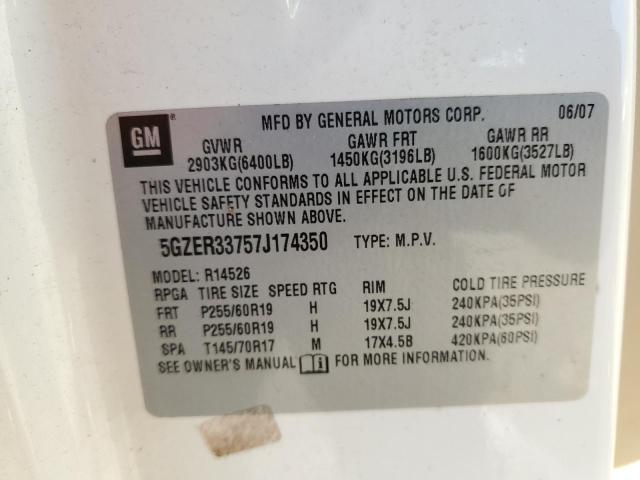 GM ® MFD BY GENERAL MOTORS CORP. 06/07
GVWR GAWR FRT GAWR RR
2903KG(6400LB) 1450KG(3196LB) 1600KG(3527LB)
THIS VEHICLE CONFORMS TO ALL APPLICABLE U.S. FEDERAL MOTOR
VEHICLE SAFETY STANDARDS IN EFFECT ON THE DATE OF
MANUFACTURE SHOWN ABOVE.
5GZER33757J174350 TYPE: M.P.V.
MODEL: R14526
RPGA TIRE SIZE SPEED RTG RIM COLD TIRE PRESSURE
FRT P255/60R19 H 19X7.5J 240KPA(35PSI)
RR P255/60R19 H 19X7.5J 240KPA(35PSI)
SPA T145/70R17 M 17X4.5B 420KPA(60PSI)
SEE OWNER'S MANUAL i FOR MORE INFORMATION.